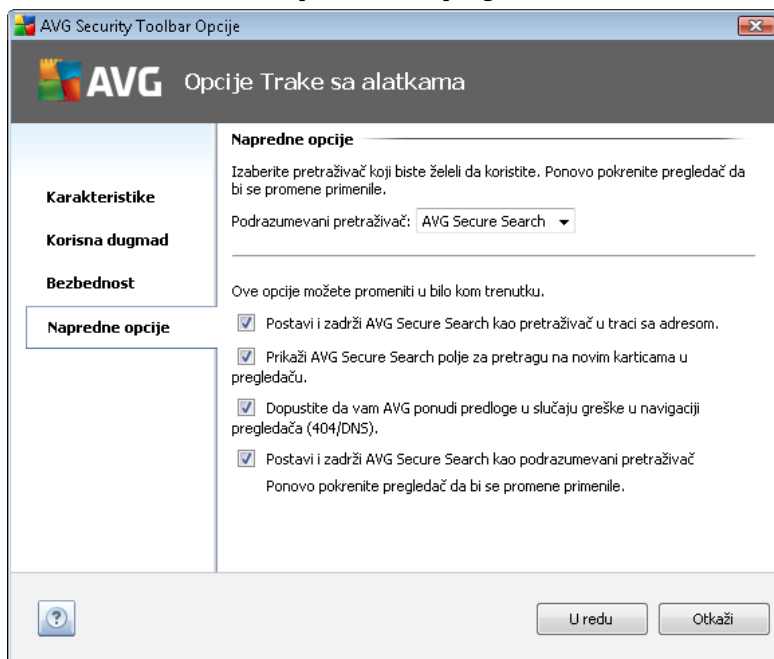 AVG Security Toolbar Opcije
AVG Opcije Trake sa alatkama
Karakteristike
Korisna dugmad
Bezbednost
Napredne opcije
Napredne opcije
Izaberite pretraživač koji biste želeli da koristite. Ponovo pokrenite pregledač da
bi se promene primenile.
Podrazumevani pretraživač: AVG Secure Search
Ove opcije možete promeniti u bilo kom trenutku.
Postavi i zadrži AVG Secure Search kao pretraživač u traci sa adresom.
Prikaži AVG Secure Search polje za pretragu na novim karticama u
pregledaču.
Dopustite da vam AVG ponudi predloge u slučaju greške u navigaciji
pregledača (404/DNS).
Postavi i zadrži AVG Secure Search kao podrazumevani pretraživač
Ponovo pokrenite pregledač da bi se promene primenile.
?
U redu
Otkaži